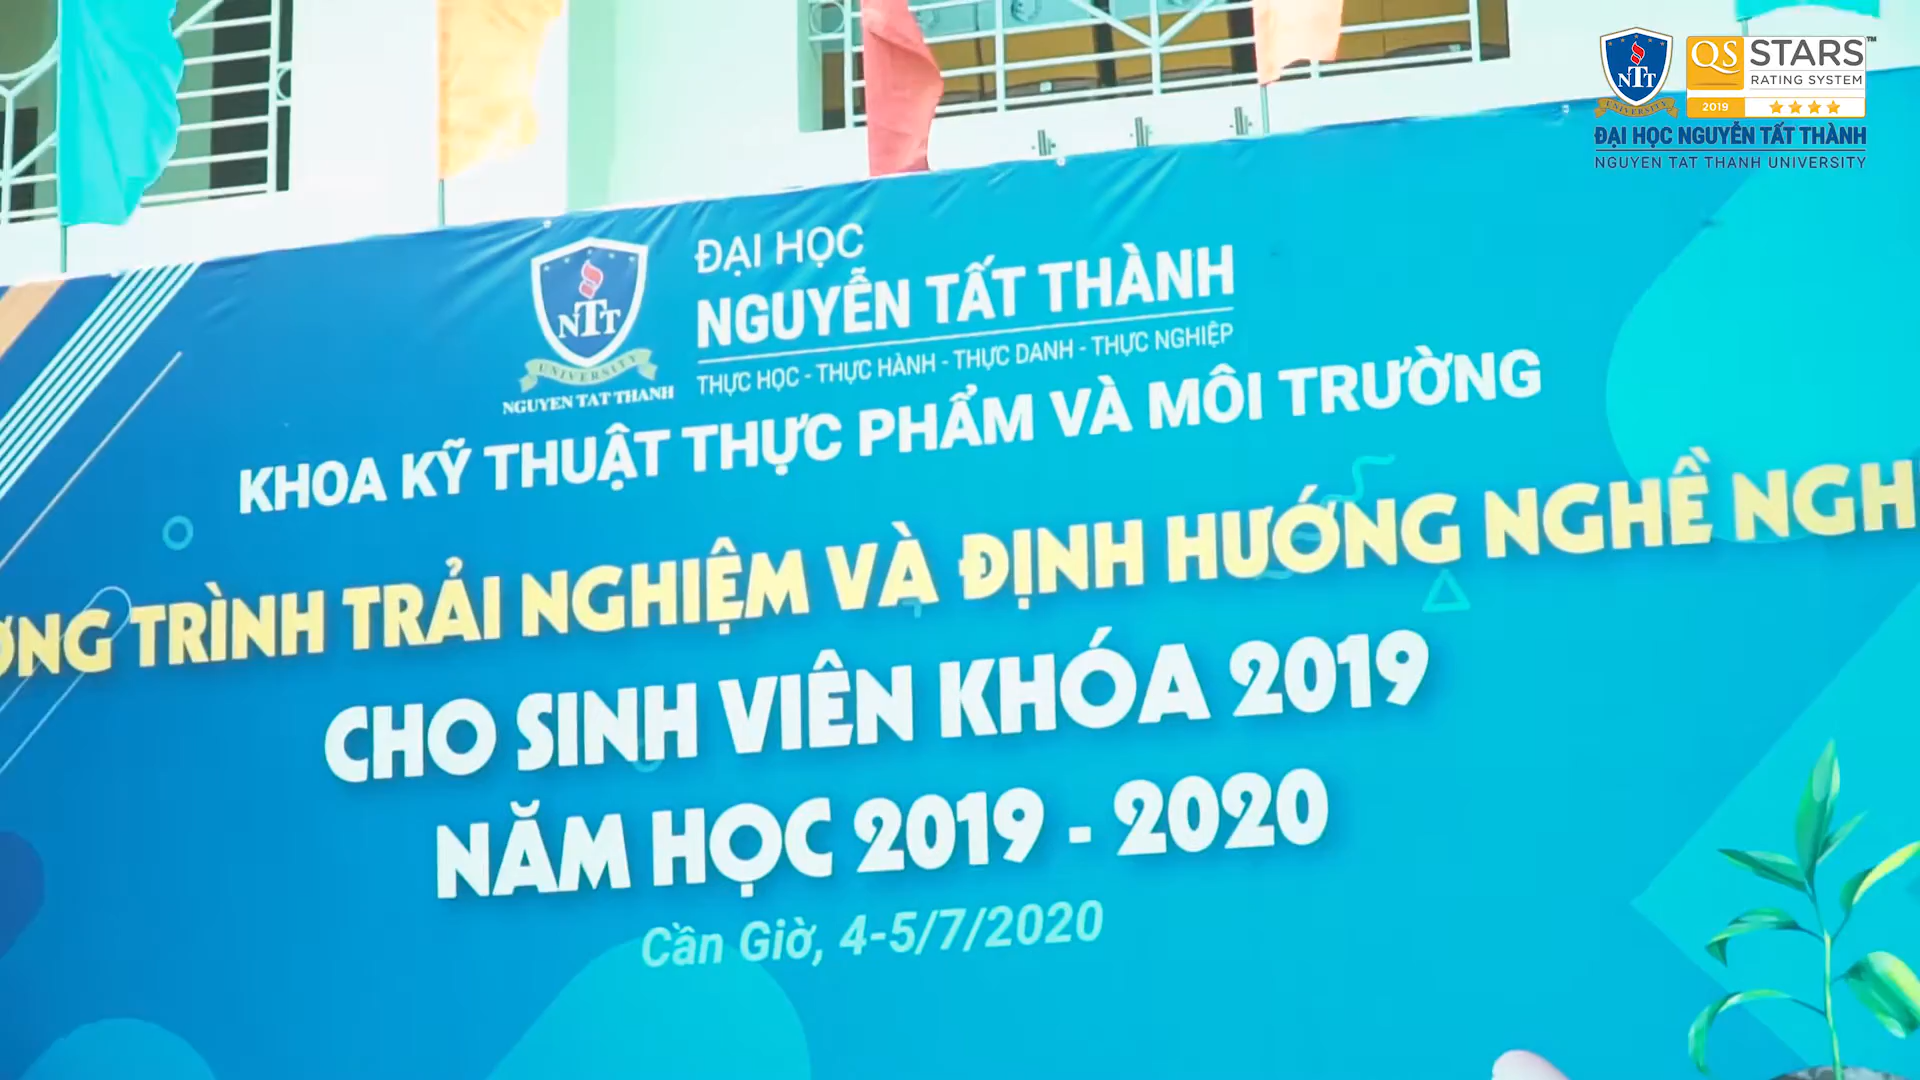 NTT
UNIVERSITY
QS STARS™
RATING SYSTEM
2019
ĐẠI HỌC NGUYỄN TẤT THÀNH
NGUYEN TAT THANH UNIVERSITY
NTT
UNIVERSITY
NGUYEN TAT THANH
ĐẠI HỌC
NGUYỄN TẤT THÀNH
THỰC HỌC - THỰC HÀNH - THỰC DANH - THỰC NGHIỆP
KHOA KỸ THUẬT THỰC PHẨM VÀ MÔI TRƯỜNG
TRÌNH TRẢI NGHIỆM VÀ ĐỊNH HƯỚNG NGHỀ
CHO SINH VIÊN KHÓA 2019
NĂM HỌC 2019 - 2020
Cần Giờ, 4-5/7/2020